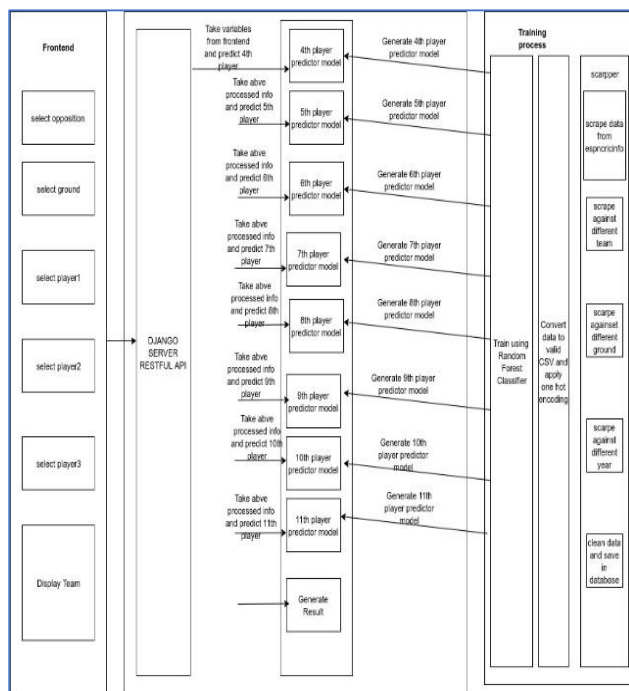 Frontend
select opposition
select ground
select player1
select player2
select player3
Display Team
DJANGO
SERVER
RESTFUL API
Take variables
from frontend
and predict 4th
player
Take abve
processed info
and predict 5th
player
Take abve
processed info
and predict 6th
player
Take abve
processed info
and predict 7th
player
Take abve
processed info
and predict 8th
player
Take abve
processed info
and predict 9th
player
Take abve
processed info
and predict 10th
player
Take abve
processed info
and predict 11th
player
4th player
predictor model
5th player
predictor model
6th player
predictor model
7th player
predictor model
8th player
predictor model
9th player
predictor model
10th player
predictor model
11th player
predictor model
Generate
Result
Generate 4th player
predictor model
Generate 5th player
predictor model
Generate 6th player
predictor model
Generate 7th player
predictor model
Generate 8th player
predictor model
Generate 9th player
predictor model
Generate 10th
player predictor
model
Generate 11th
player predictor
model
Training
process
Train using
Random
Forest
Classifier
Convert
data to
valid
CSV and
apply
one hot
encoding
scarpper
scrape data
from
espncricinfo
scrape
against
different
team
scarpe
againset
different
ground
scarpe
against
different
year
clean data
and save
in
database